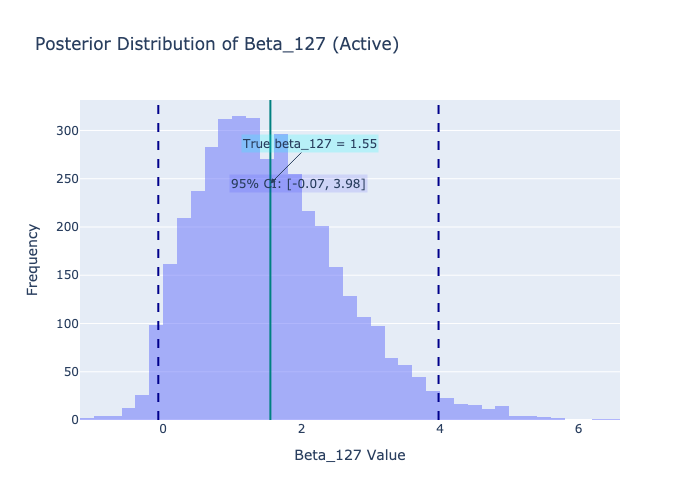 Posterior Distribution of Beta_127 (Active)
300
True beta_127 = 1.55
250
95% CI: [-0.07, 3.98]
200
150
100
50
0
Frequency
0 2 4 6
Beta_127 Value